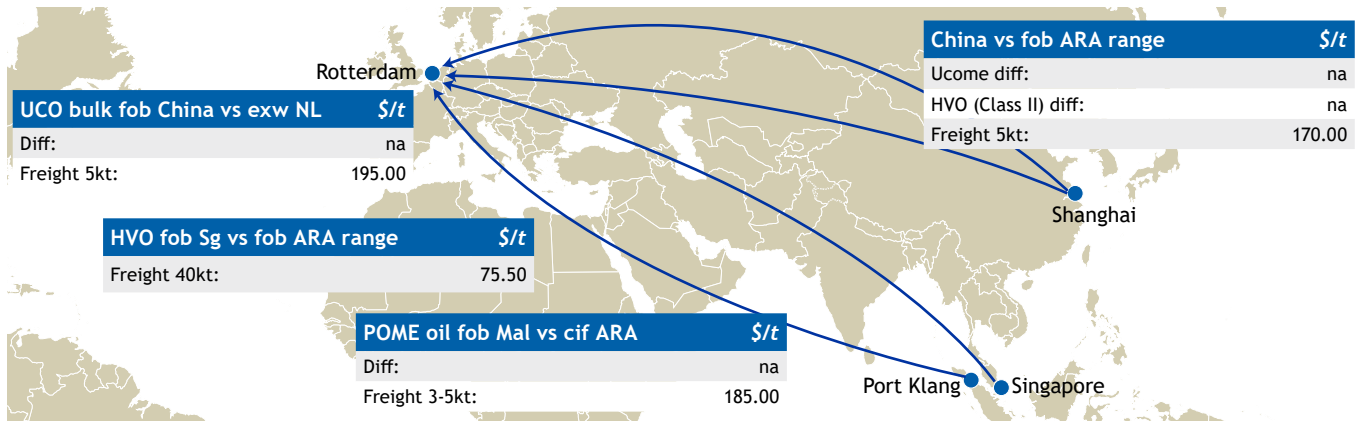 China vs fob ARA range $/t
Ucome diff: na
HVO (Class II) diff: na
Freight 5kt: 170.00
Rotterdam
UCO bulk fob China vs exw NL $/t
Diff: na
Freight 5kt: 195.00
Shanghai
HVO fob Sg vs fob ARA range $/t
Freight 40kt: 75.50
POME oil fob Mal vs cif ARA $/t
Diff: na
Freight 3-5kt: 185.00
Port Klang
Singapore